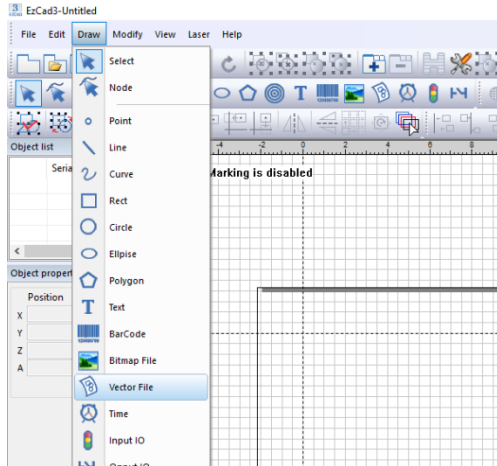 EzCad3-Untitled
File Edit Draw Modify View Laser Help
Select
Node
Point
Line
Curve
Rect
Circle
Ellpise
Polygon
Text
BarCode
Bitmap File
Vector File
Time
Input IO
Object list
Seria
Marking is disabled
-4 -2 0 2 4 6 8
Object propert
Position
X
Y
Z
A